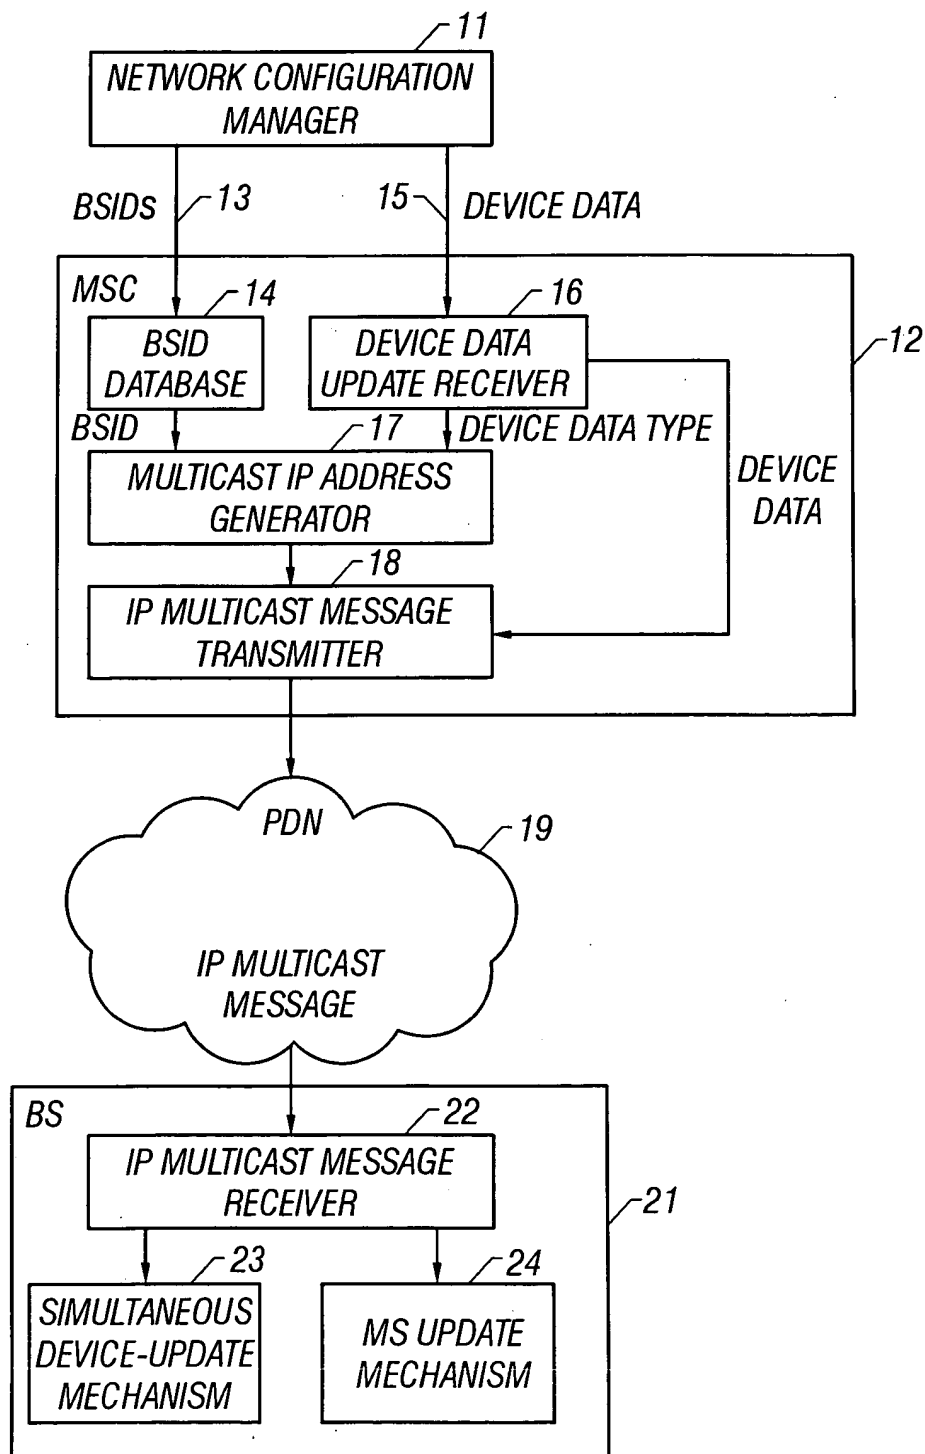 11
NETWORK CONFIGURATION
MANAGER
BSIDs
13
15
DEVICE DATA
MSC
14
16
12
BSID
DATABASE
DEVICE DATA
UPDATE RECEIVER
BSID
17
DEVICE DATA TYPE
DEVICE
DATA
MULTICAST IP ADDRESS
GENERATOR
18
IP MULTICAST MESSAGE
TRANSMITTER
PDN
19
IP MULTICAST
MESSAGE
BS
22
IP MULTICAST MESSAGE
RECEIVER
21
23
24
SIMULTANEOUS
DEVICE-UPDATE
MECHANISM
MS UPDATE
MECHANISM